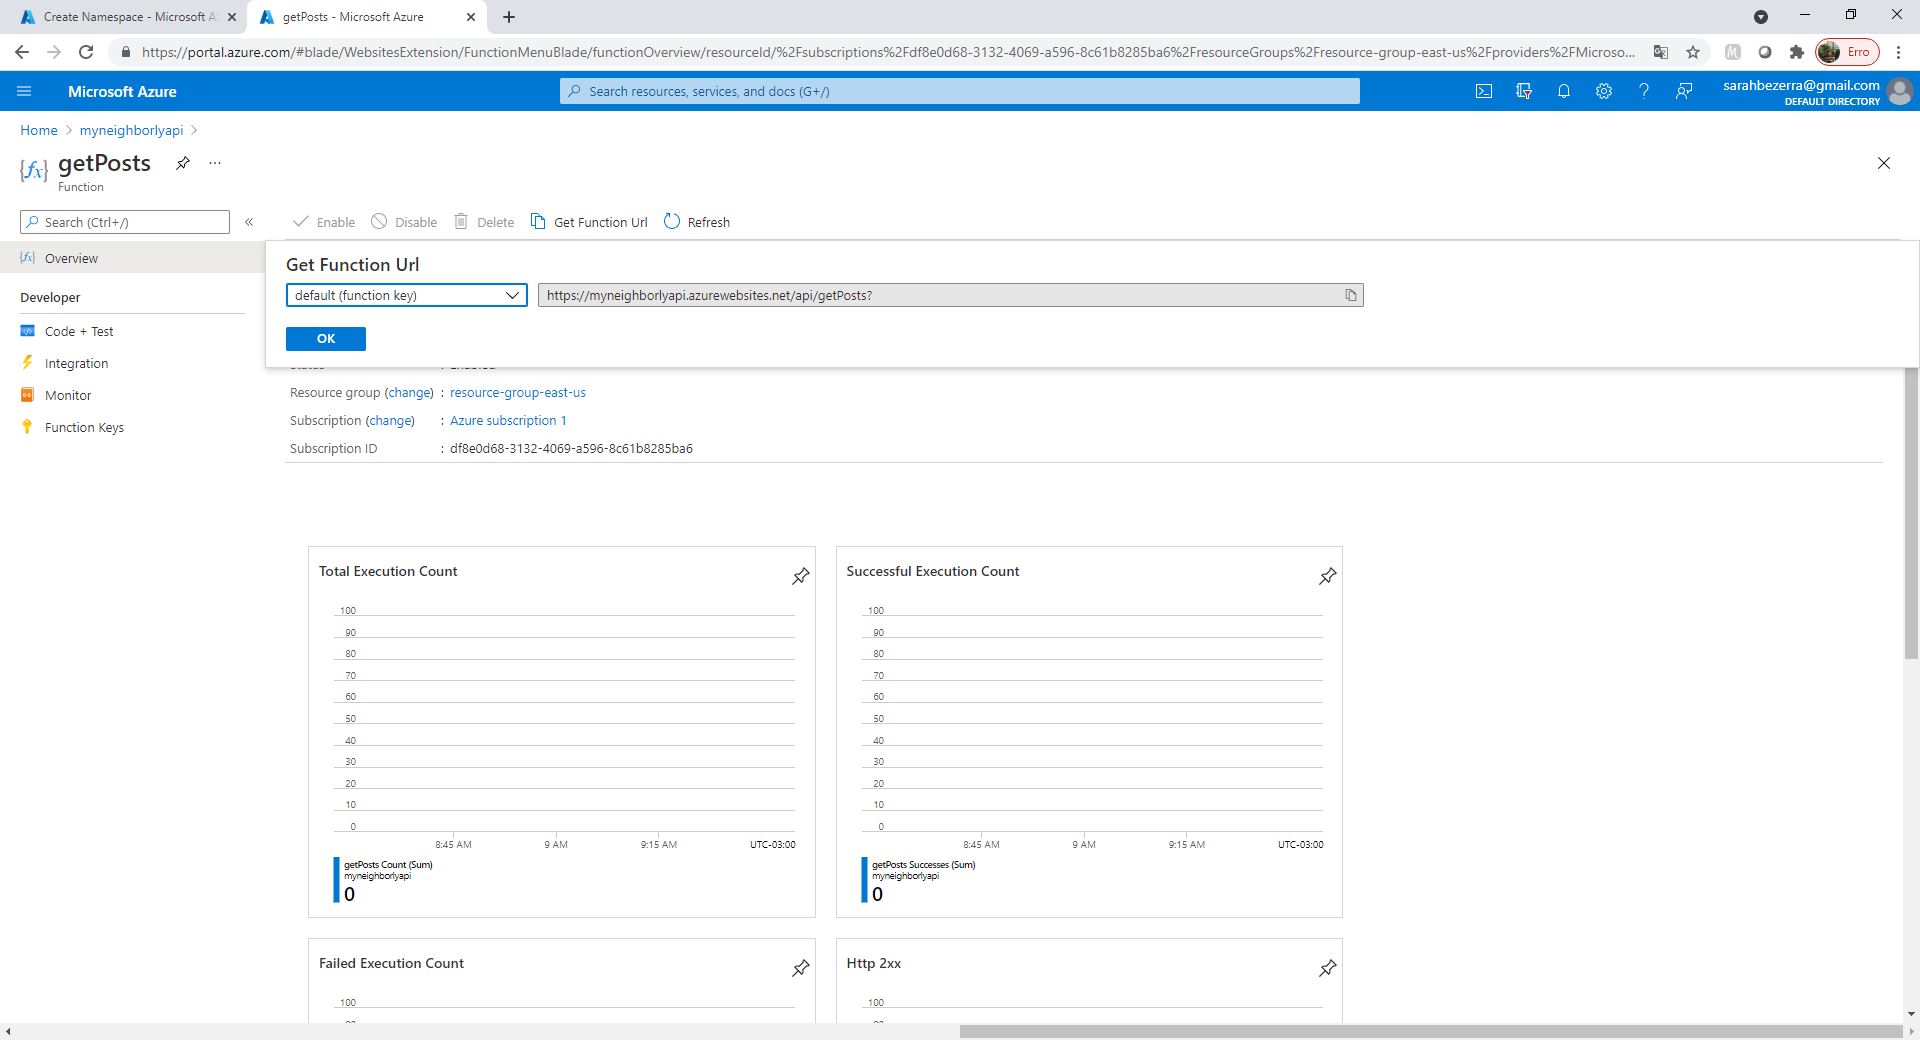 Create Namespace - Microsoft A
getPosts - Microsoft Azure
https://portal.azure.com/#blade/WebsitesExtension/FunctionMenuBlade/functionOverview/resourceId/%2Fsubscriptions%2Fdf8e0d68-3132-4069-a596-8c61b8285ba6%2FresourceGroups%2Fresource-group-east-us%2Fproviders%2FMicroso...
Erro
Microsoft Azure
Search resources, services, and docs (G+/)
sarahbezerra@gmail.com
DEFAULT DIRECTORY
Home > myneighborlyapi >
{fx}
getPosts
...
Function
Search (Ctrl+/)
«
Enable
Disable
Delete
Get Function Url
Refresh
Overview
Developer
Code + Test
Integration
Monitor
Function Keys
Get Function Url
default (function key)
https://myneighborlyapi.azurewebsites.net/api/getPosts?
OK
Resource group (change) : resource-group-east-us
Subscription (change) : Azure subscription 1
Subscription ID : df8e0d68-3132-4069-a596-8c61b8285ba6
Total Execution Count
100
90
80
70
60
50
40
30
20
10
0
8:45 AM 9 AM 9:15 AM UTC-03:00
getPosts Count (Sum)
myneighborlyapi
0
Successful Execution Count
100
90
80
70
60
50
40
30
20
10
0
8:45 AM 9 AM 9:15 AM UTC-03:00
getPosts Successes (Sum)
myneighborlyapi
0
Failed Execution Count
100
Http 2xx
100